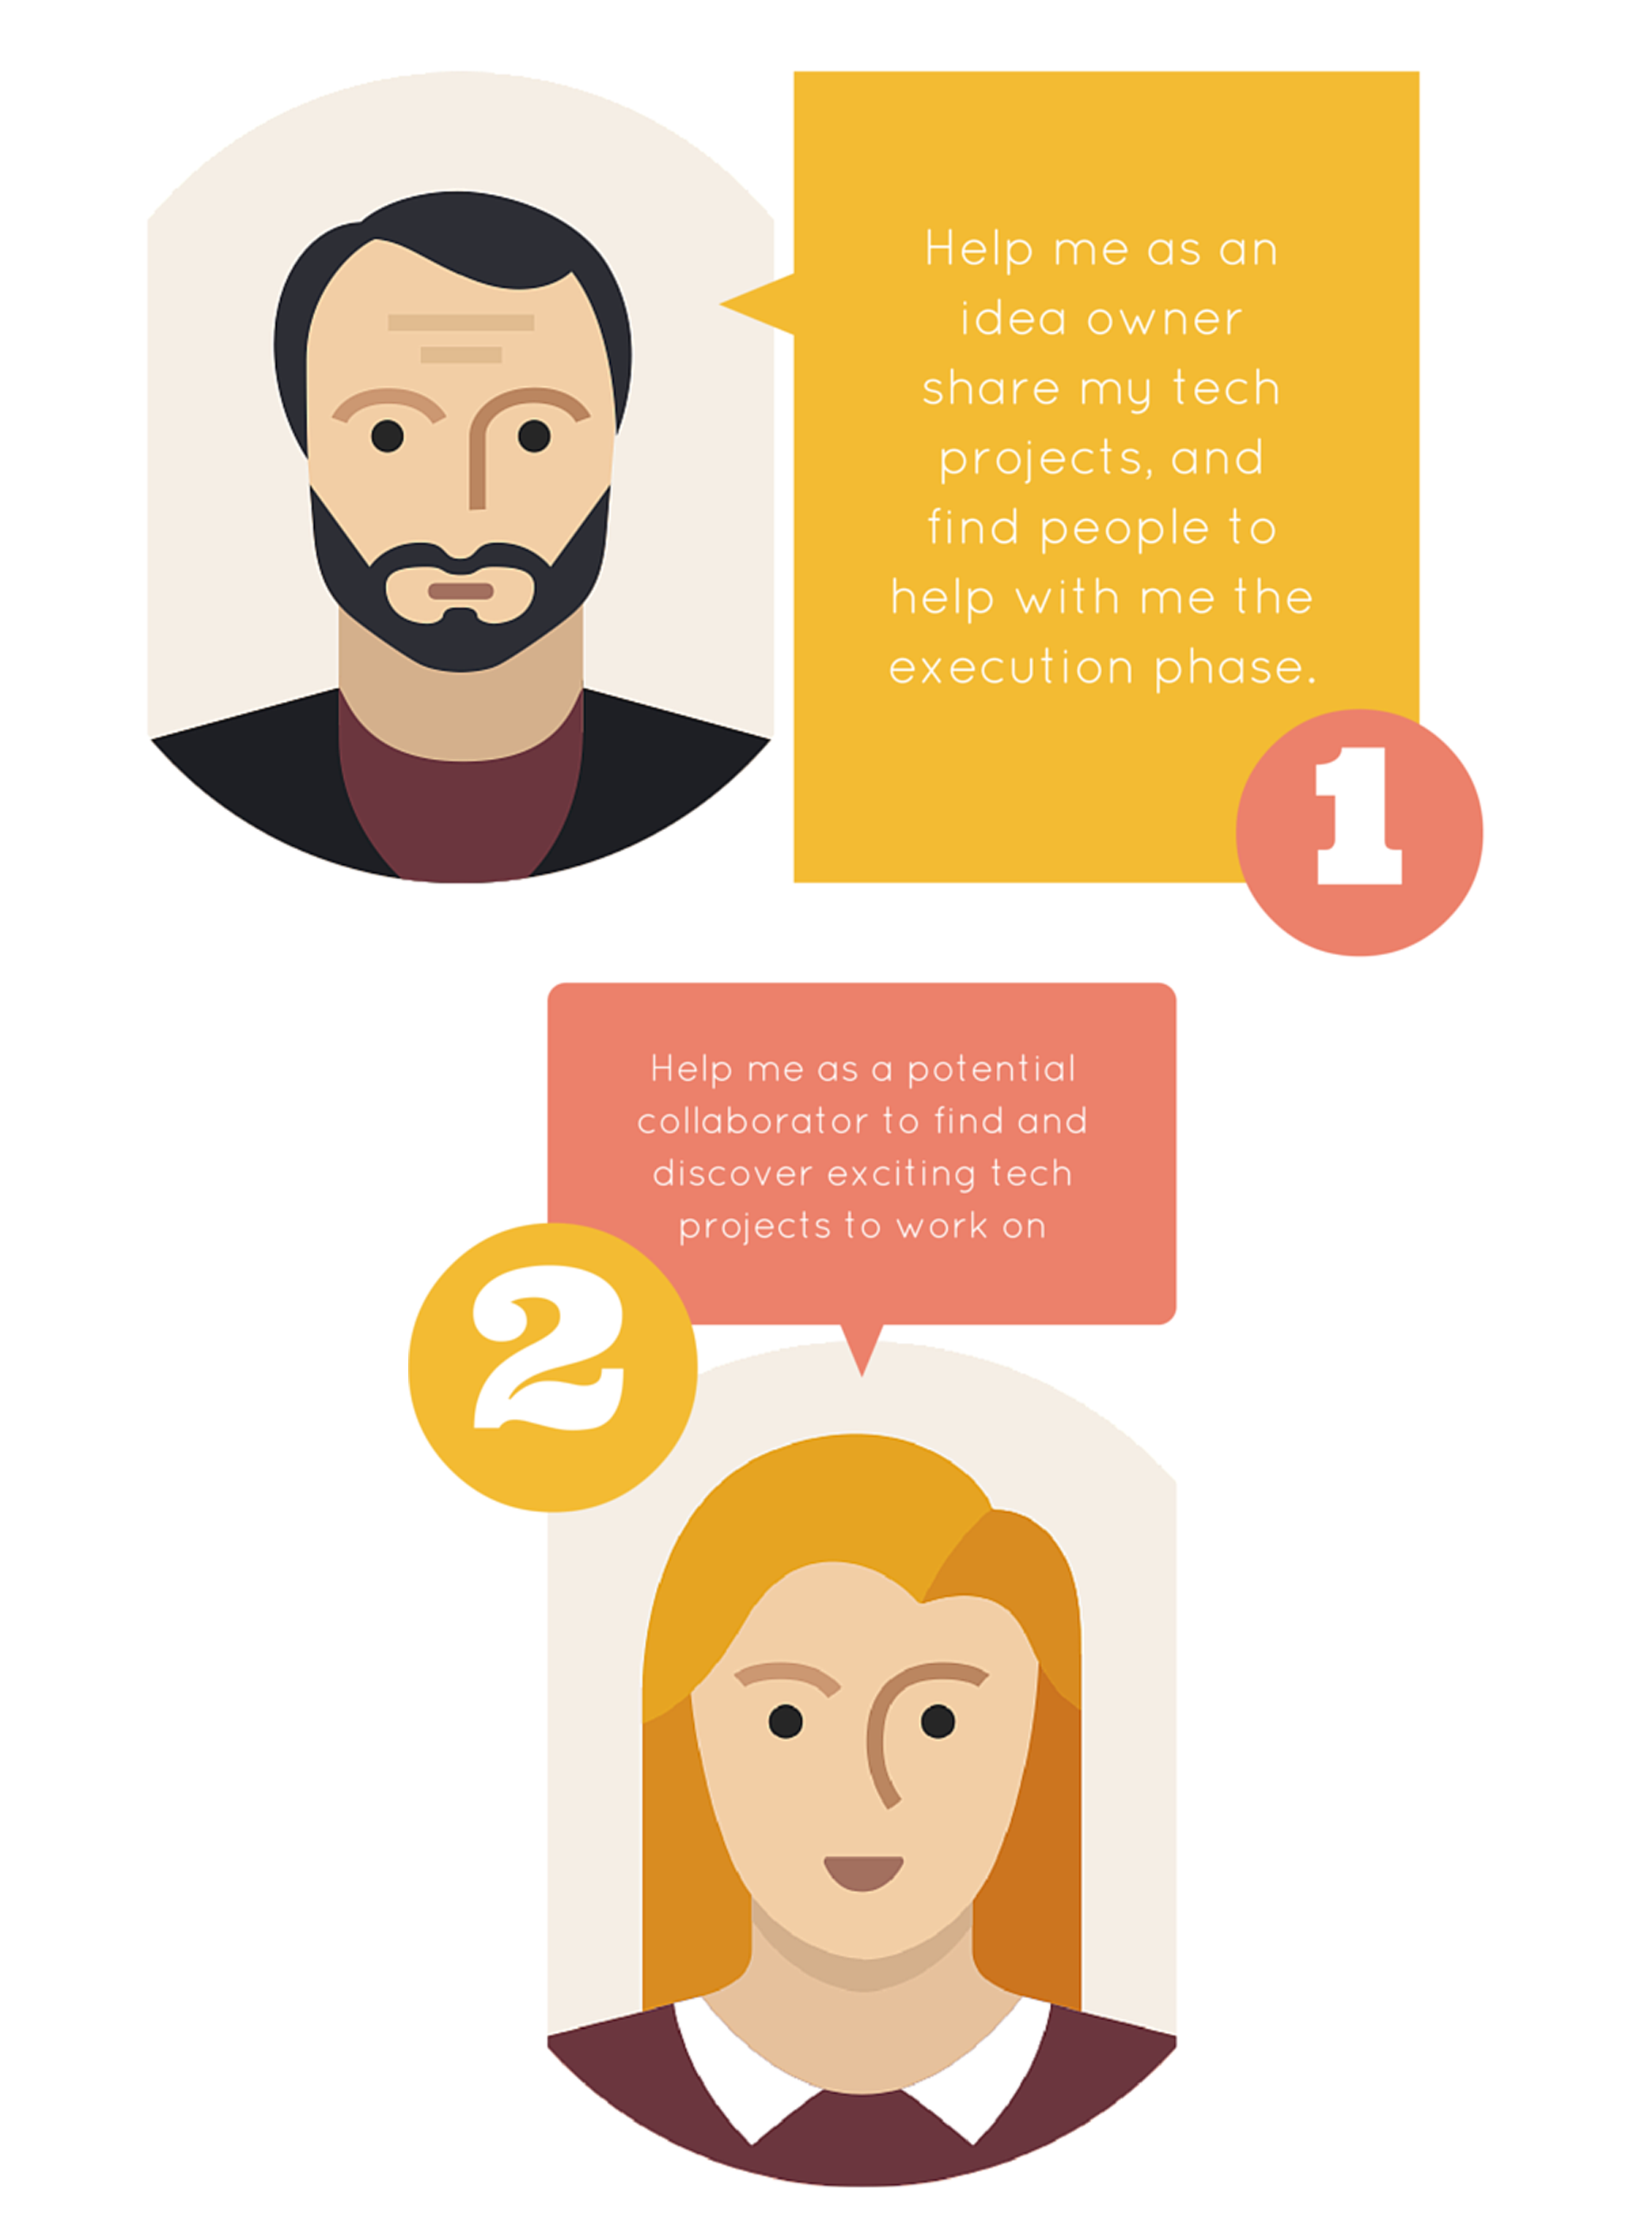 Help me as an
idea owner
share my tech
projects, and
find people to
help with me the
execution phase.
1
Help me as a potential
collaborator to find and
discover exciting tech
projects to work on
2